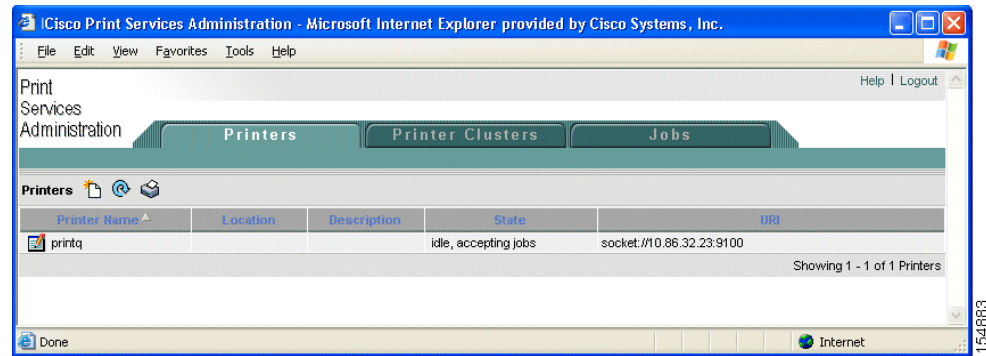 ICisco Print Services Administration - Microsoft Internet Explorer provided by Cisco Systems, Inc.
File Edit View Favorites Tools Help
Help | Logout
Print
Services
Administration
Printers Printer Clusters Jobs
Printers
Printer Name Location Description State URI
printq idle, accepting jobs socket://10.86.32.23:9100
Showing 1 - 1 of 1 Printers
Done Internet
154883